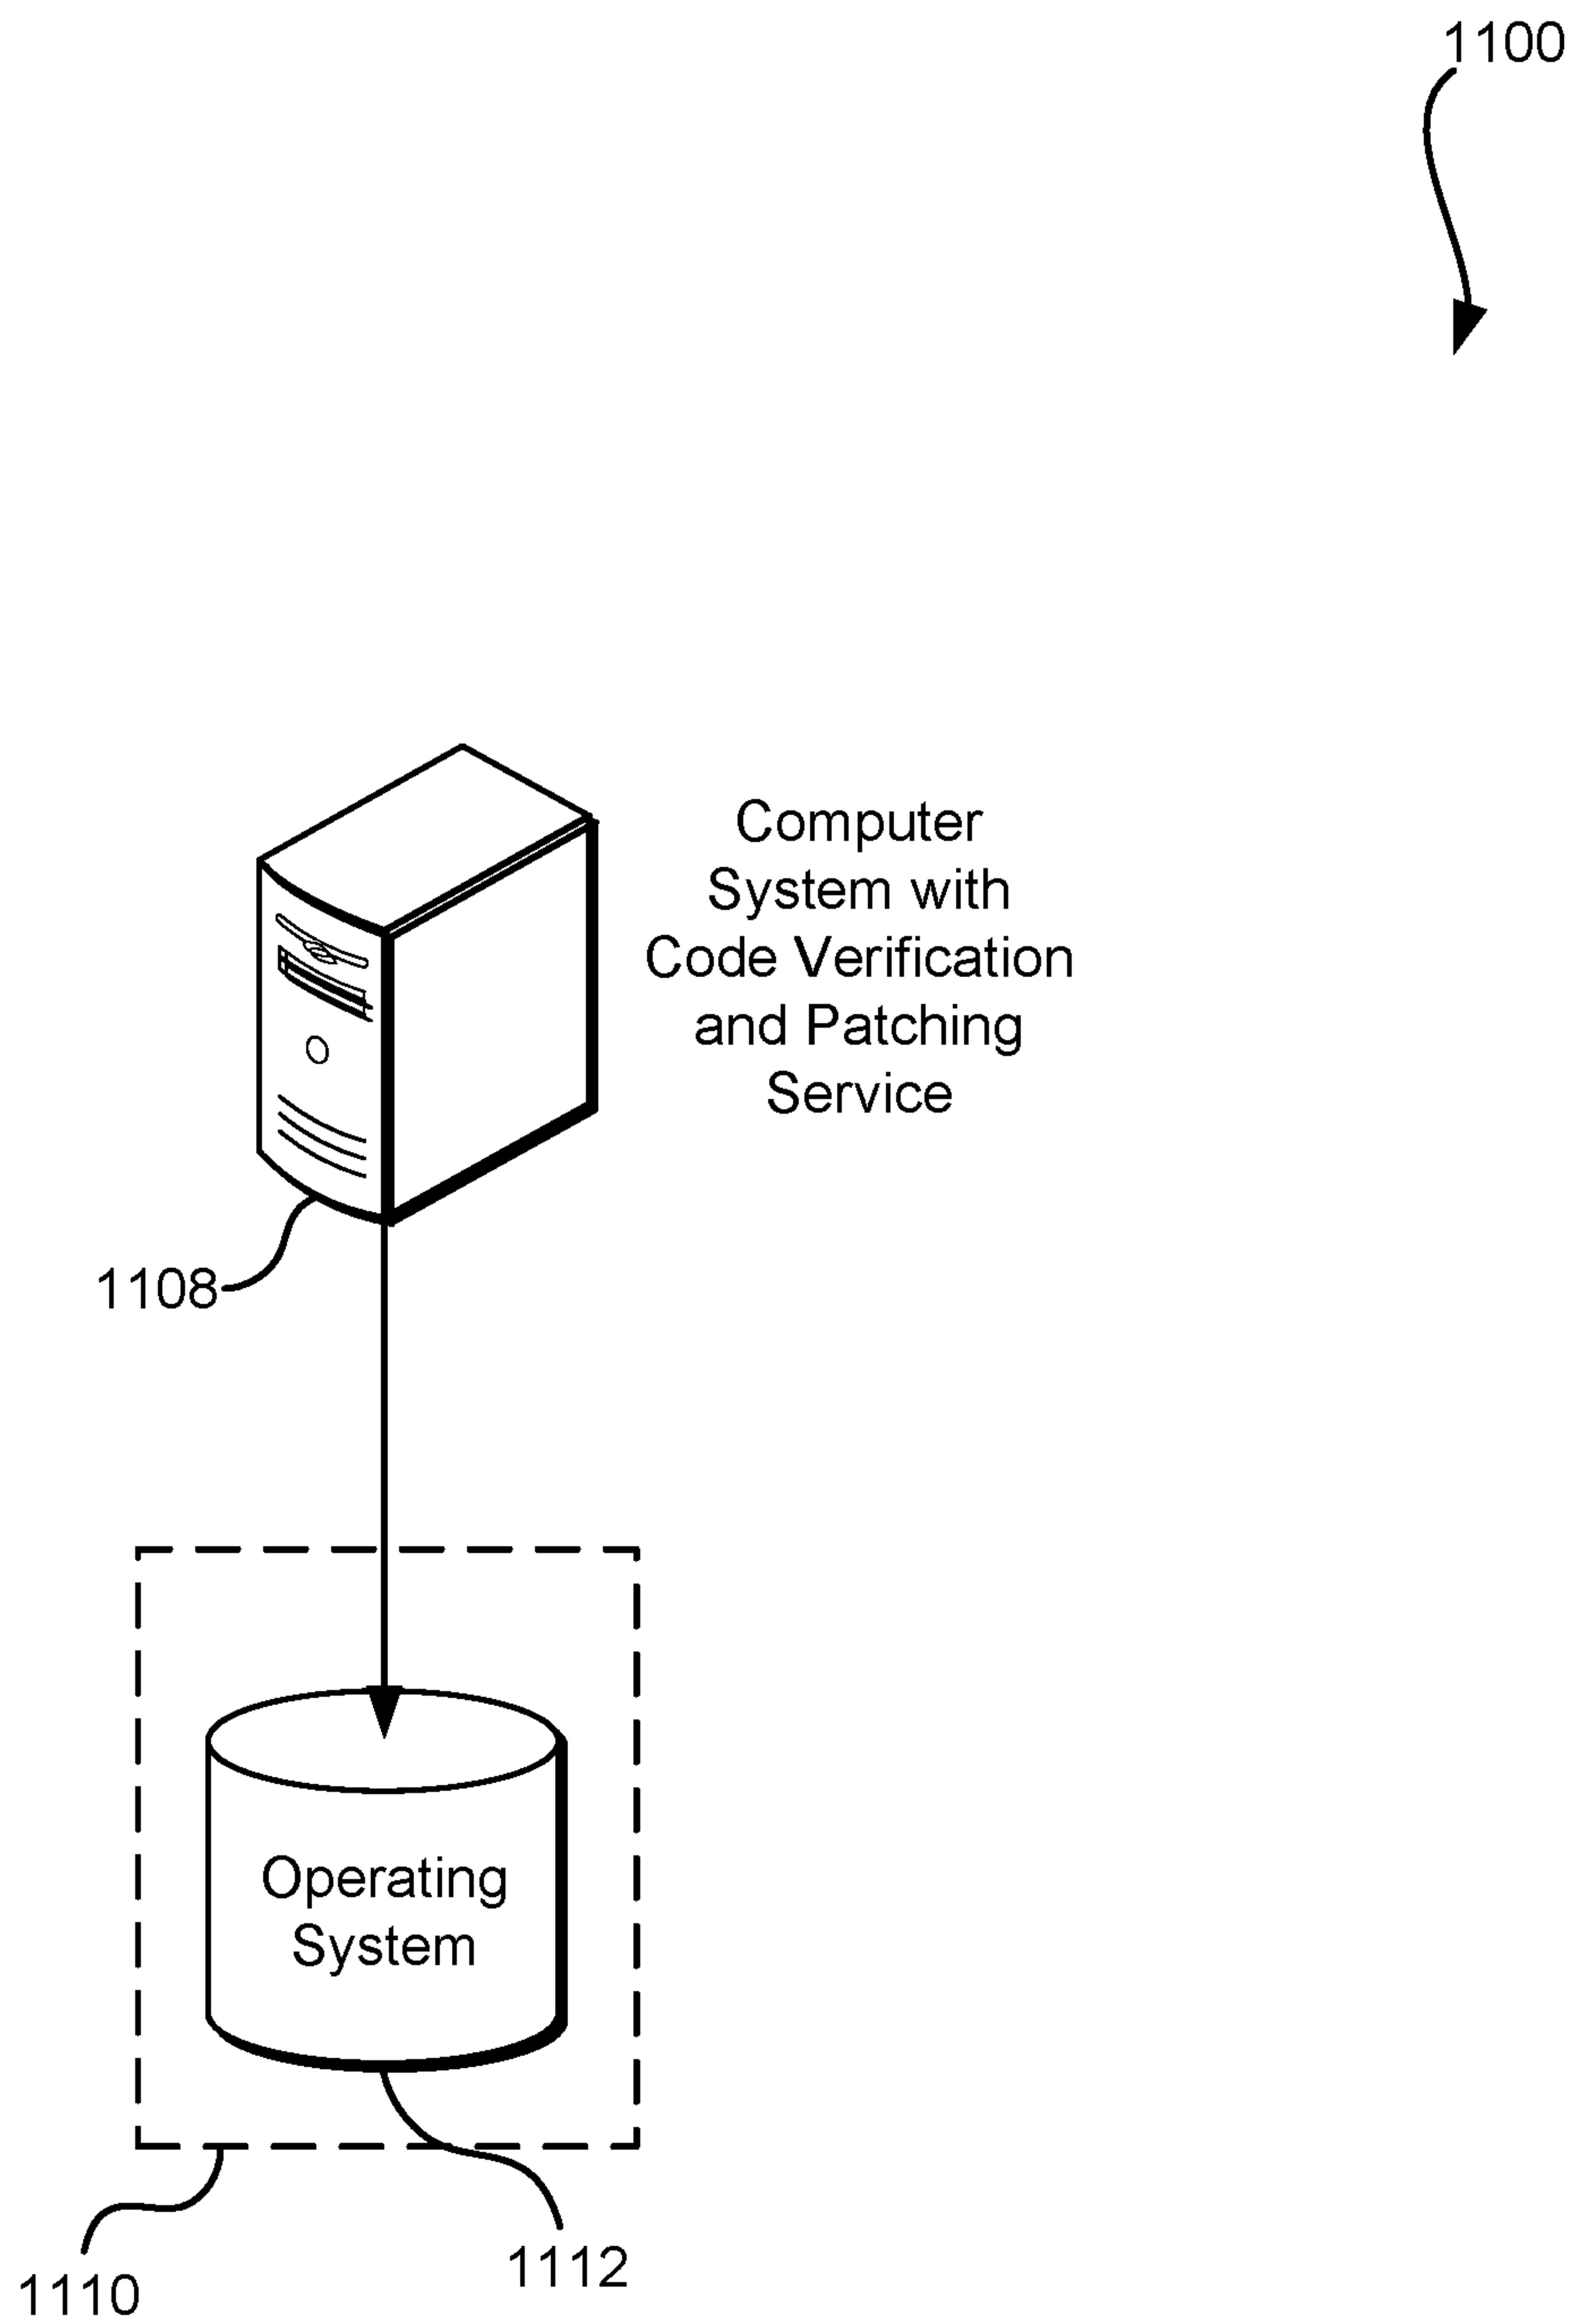 1100
Computer
System with
Code Verification
and Patching
Service
1108
Operating
System
1112
1110